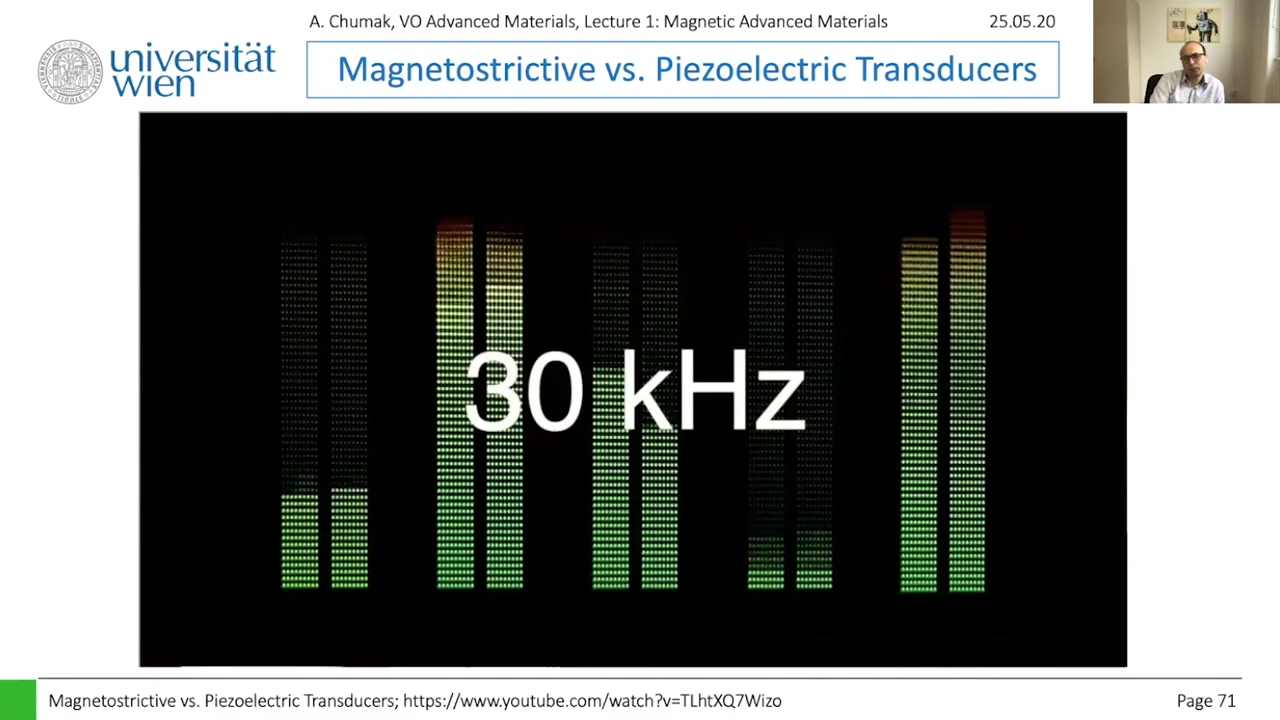 A. Chumak, VO Advanced Materials, Lecture 1: Magnetic Advanced Materials 25.05.20
universität
wien
Magnetostrictive vs. Piezoelectric Transducers
30 kHz
Magnetostrictive vs. Piezoelectric Transducers; https://www.youtube.com/watch?v=TLhtXQ7Wizo Page 71